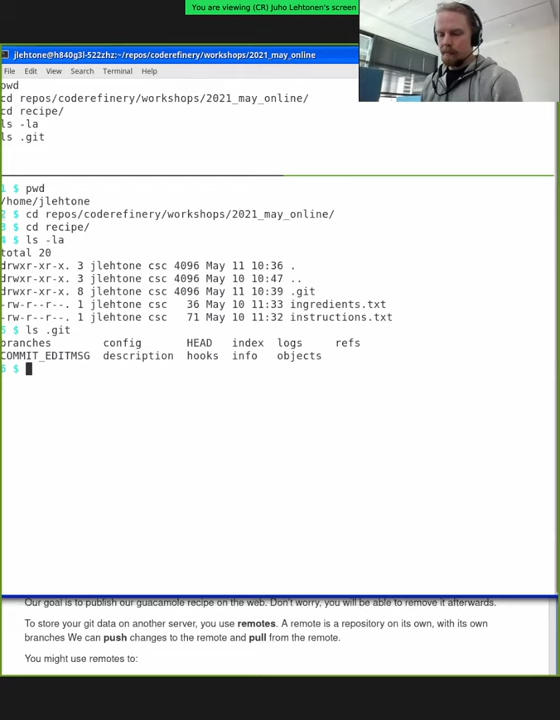 You are viewing (CR) Juho Lehtonen's screen
jlehtone@h840g3l-522zhz:~/repos/coderefinery/workshops/2021_may_online
File Edit View Search Terminal Help
pwd
cd repos/coderefinery/workshops/2021_may_online/
cd recipe/
ls -la
ls .git
1 $ pwd
/home/jlehtone
2 $ cd repos/coderefinery/workshops/2021_may_online/
3 $ cd recipe/
4 $ ls -la
total 20
drwxr-xr-x. 3 jlehtone csc 4096 May 11 10:36 .
drwxr-xr-x. 3 jlehtone csc 4096 May 10 10:47 ..
drwxr-xr-x. 8 jlehtone csc 4096 May 11 10:39 .git
-rw-r--r--. 1 jlehtone csc 36 May 10 11:33 ingredients.txt
-rw-r--r--. 1 jlehtone csc 71 May 10 11:32 instructions.txt
5 $ ls .git
branches config HEAD index logs refs
COMMIT_EDITMSG description hooks info objects
6 $
Our goal is to publish our guacamole recipe on the web. Don't worry, you will be able to remove it afterwards.
To store your git data on another server, you use remotes. A remote is a repository on its own, with its own
branches We can push changes to the remote and pull from the remote.
You might use remotes to: